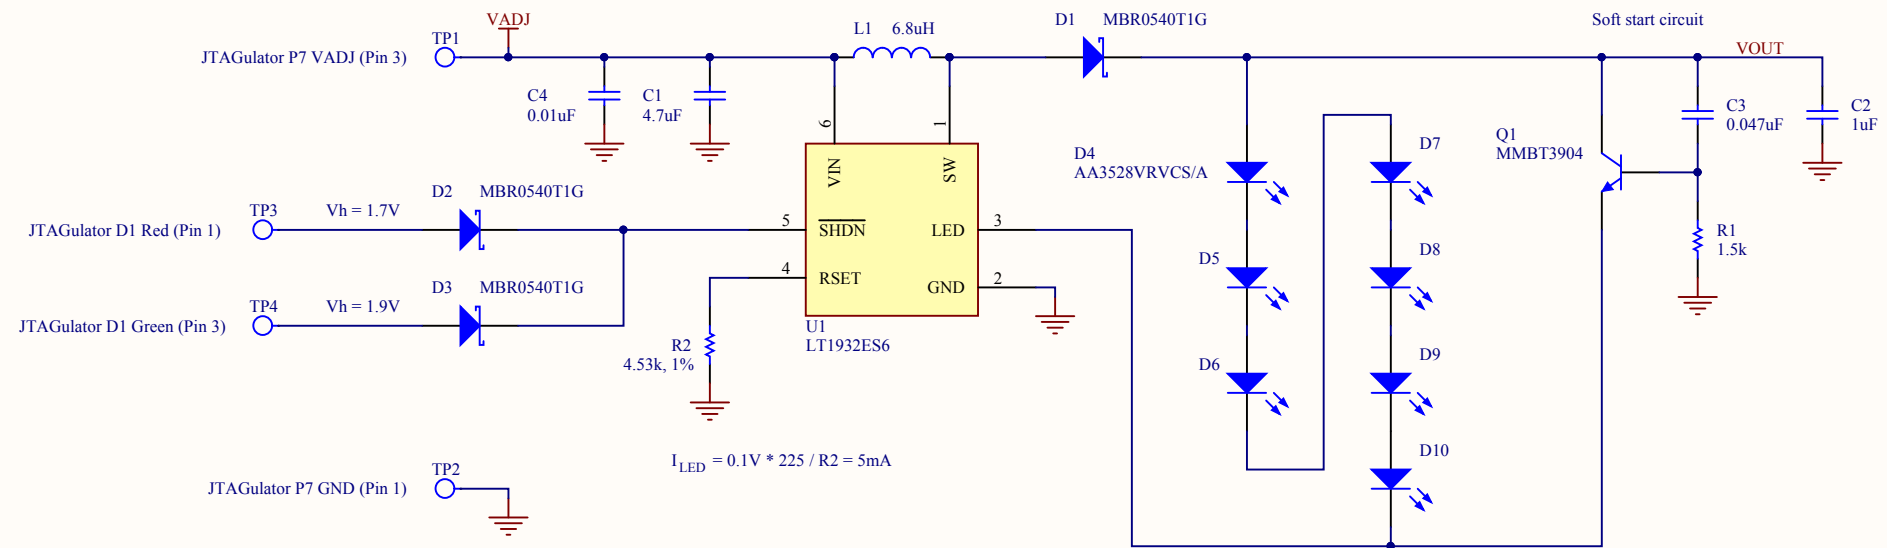 VADJ
L1 6.8uH
D1 MBR0540T1G
Soft start circuit
TP1
JTAGulator P7 VADJ (Pin 3)
VOUT
C4
0.01uF
C1
4.7uF
C3
0.047uF
C2
1uF
6
1
VIN
SW
Q1
MMBT3904
D4
AA3528VRVCS/A
D7
D2 MBR0540T1G
TP3
Vh = 1.7V
JTAGulator D1 Red (Pin 1)
5
SHDN
LED
3
R1
1.5k
D5
D8
4
RSET
GND
2
D3 MBR0540T1G
TP4
Vh = 1.9V
JTAGulator D1 Green (Pin 3)
U1
LT1932ES6
R2
4.53k, 1%
D6
D9
D10
I LED = 0.1V * 225 / R2 = 5mA
TP2
JTAGulator P7 GND (Pin 1)